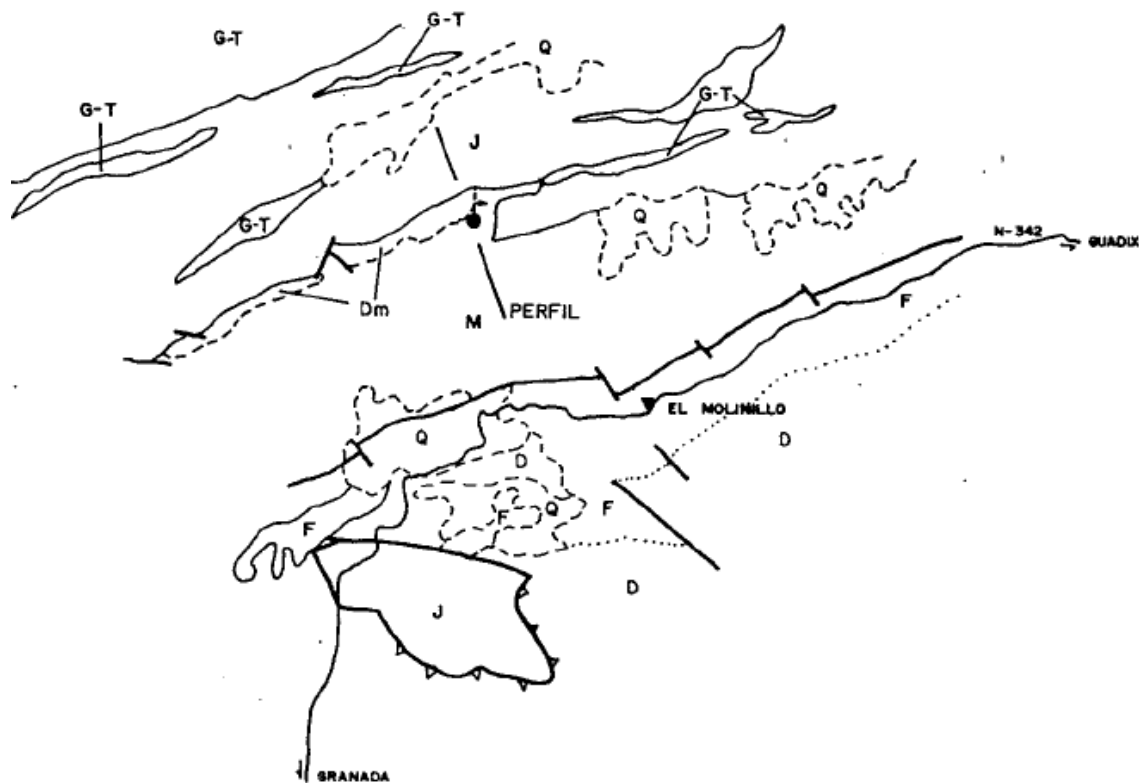 G-T
G-T
Q
G-T
G-T
J
Q
G-T
Q
N-342
GUADIX
Dm
M
PERFIL
F
EL MOLINILLO
Q
D
D
F
Q
F
F
D
J
GRANADA